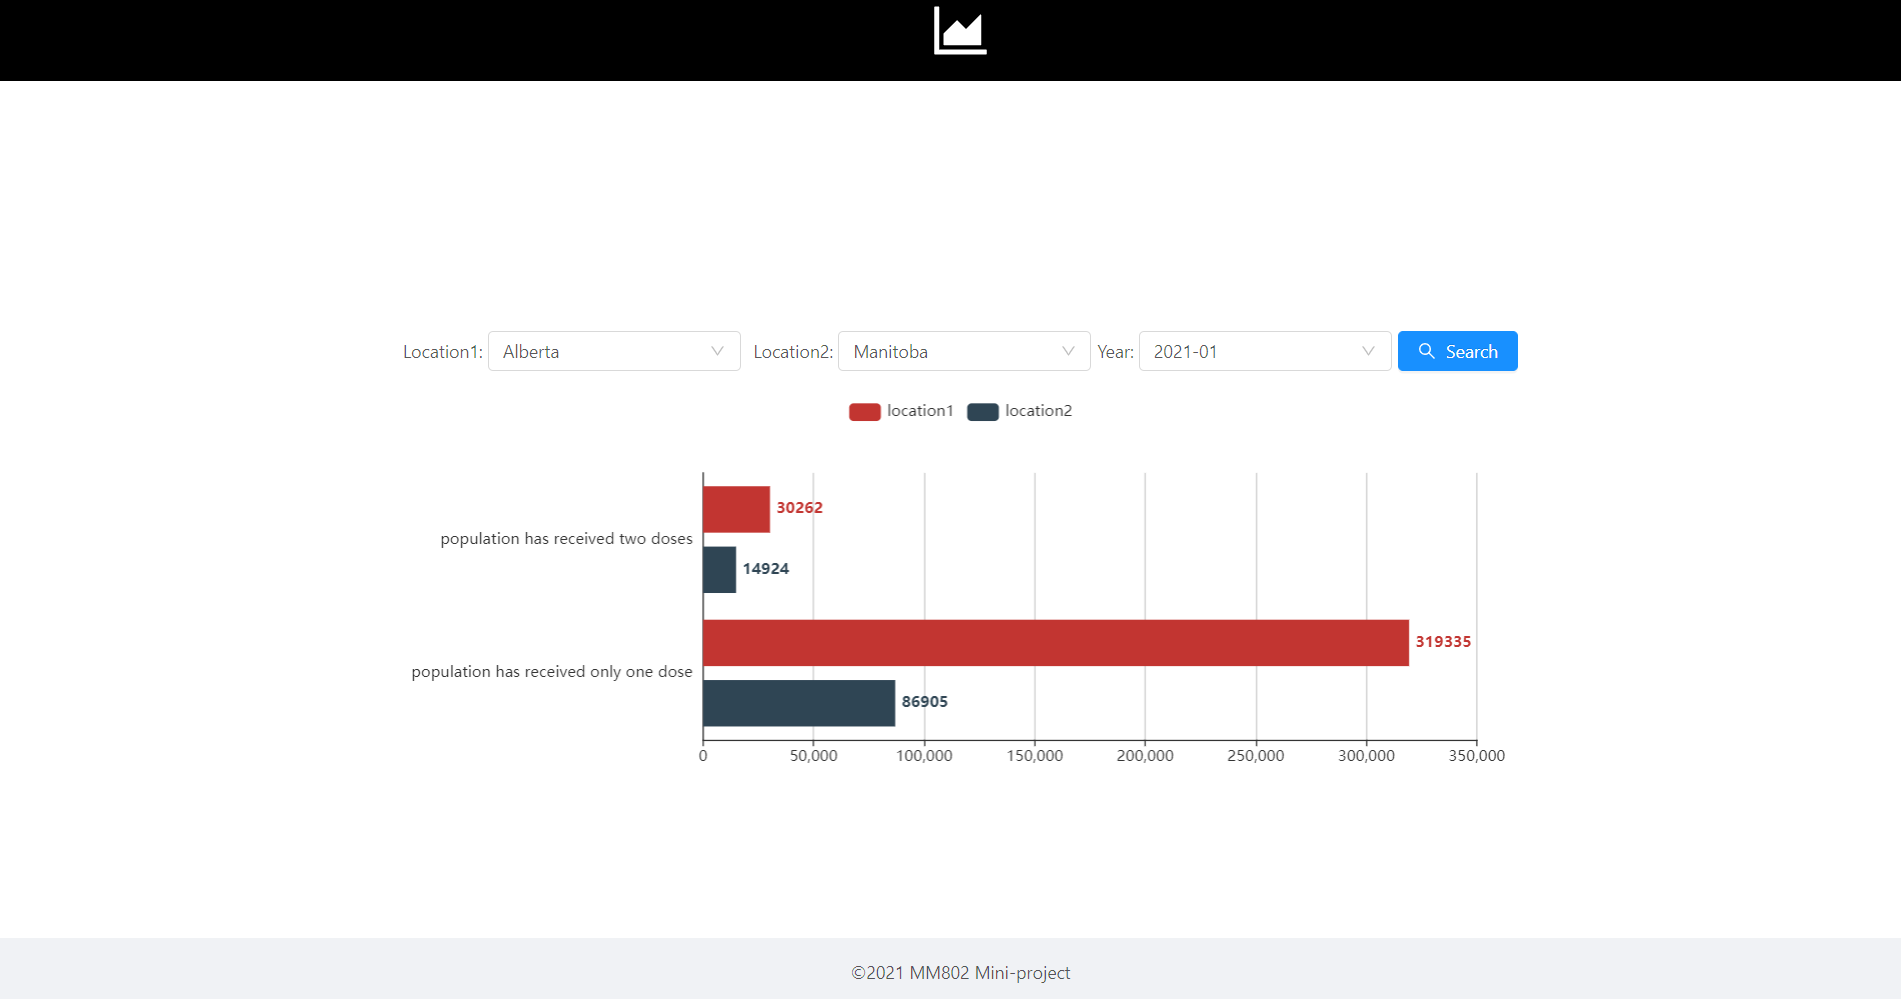 Location1: Alberta Location2: Manitoba Year: 2021-01 Search
location1 location2
30262
population has received two doses
14924
319335
population has received only one dose
86905
0 50,000 100,000 150,000 200,000 250,000 300,000 350,000
©2021 MM802 Mini-project